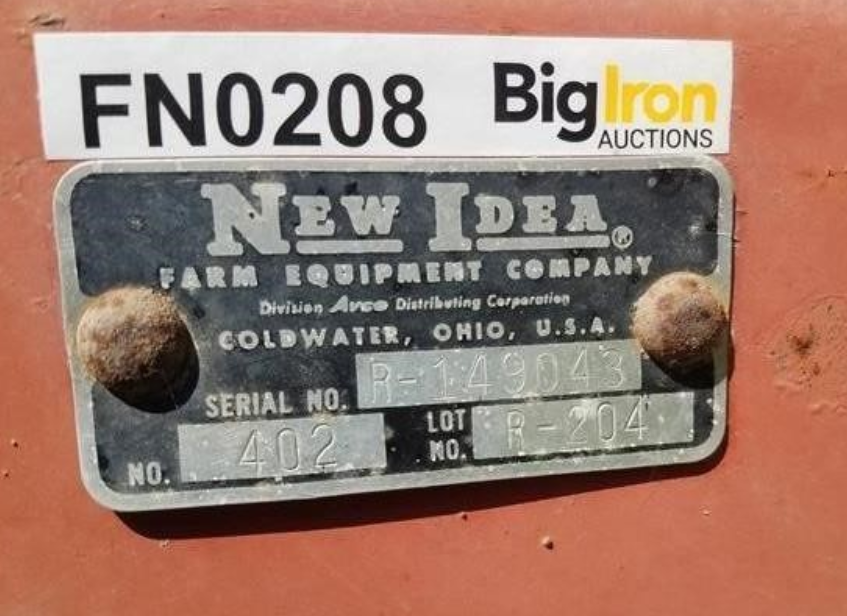 FN0208
BigIron
AUCTIONS
NEW IDEA®
FARM EQUIPMENT COMPANY
Division Avco Distributing Corporation
COLDWATER, OHIO, U.S.A.
SERIAL NO. R-149043
NO. 402 LOT NO. R-204